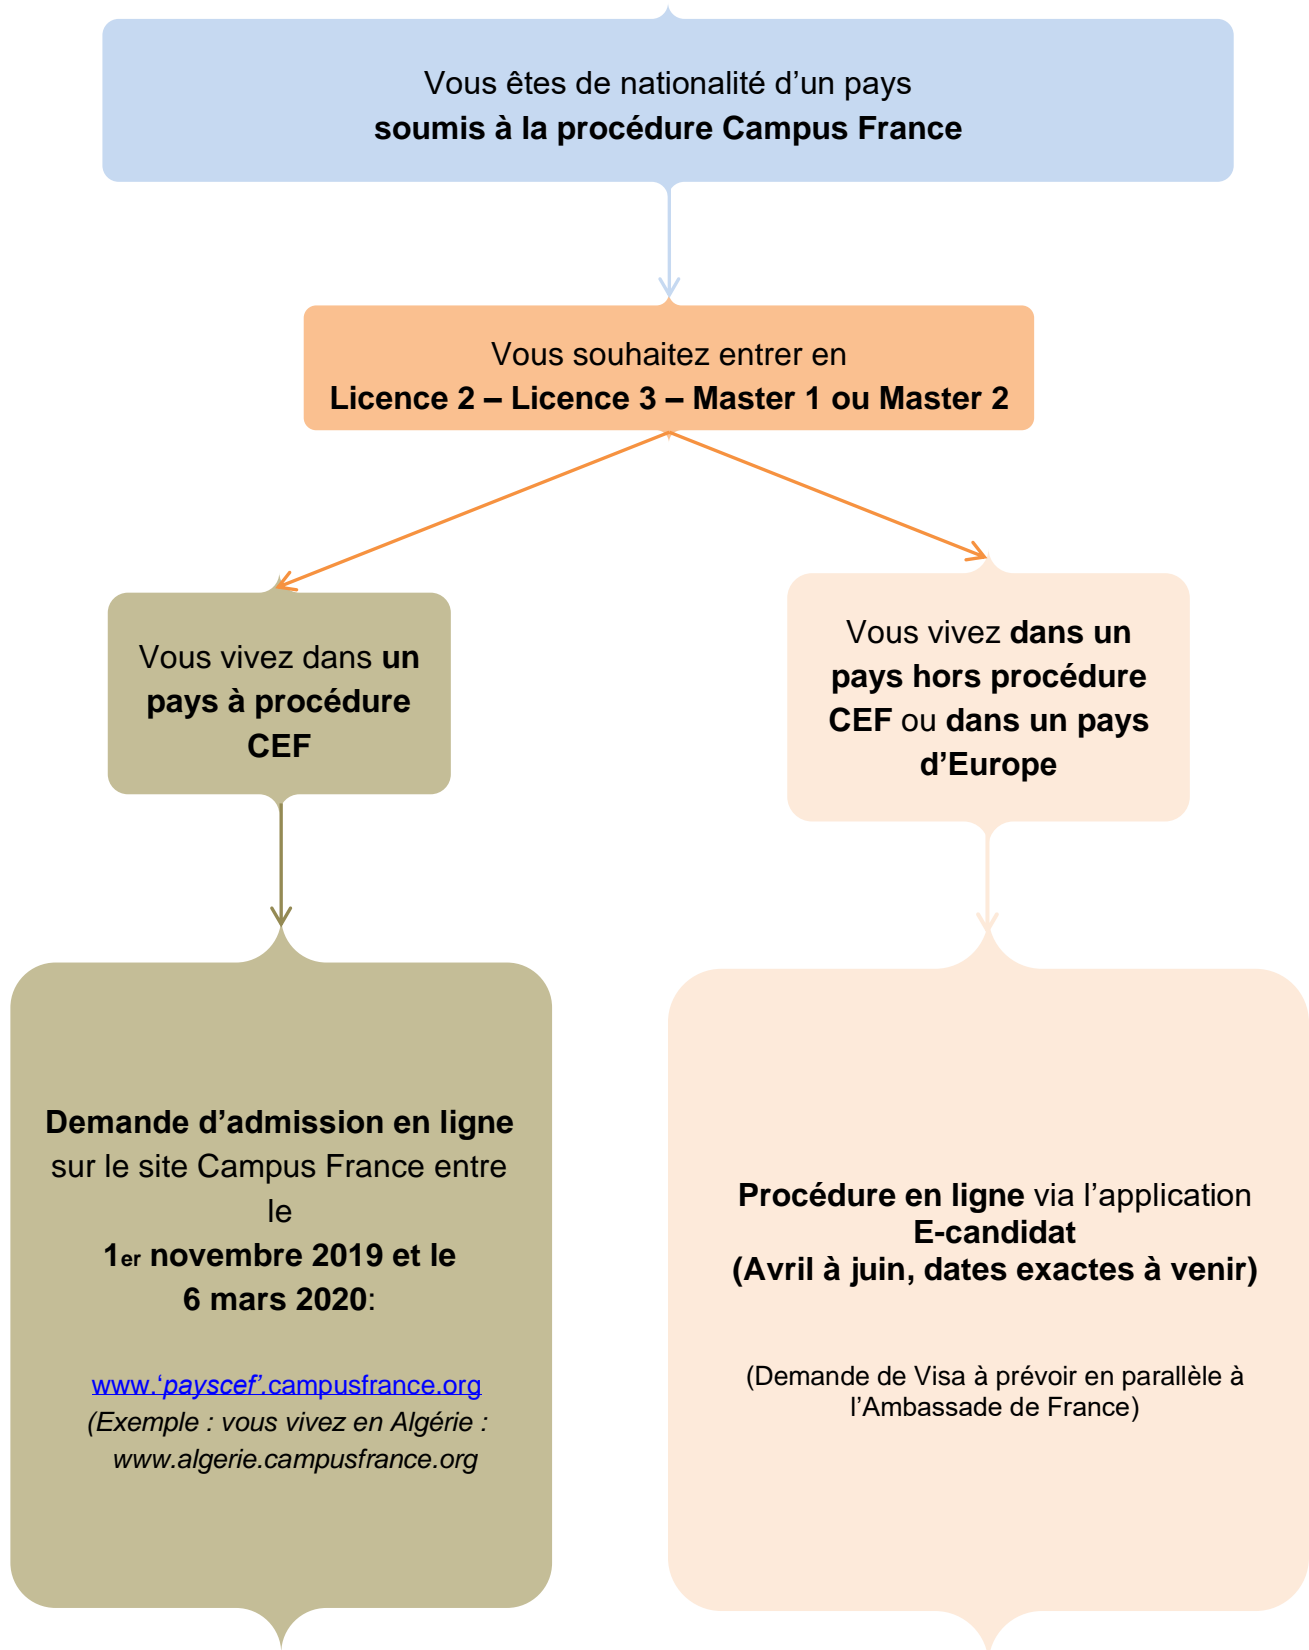 Vous êtes de nationalité d’un pays
soumis à la procédure Campus France
Vous souhaitez entrer en
Licence 2 – Licence 3 – Master 1 ou Master 2
Vous vivez dans un
pays à procédure
CEF
Vous vivez dans un
pays hors procédure
CEF ou dans un pays
d’Europe
Demande d’admission en ligne
sur le site Campus France entre
le
1er novembre 2019 et le
6 mars 2020:
www.‘payscef’.campusfrance.org
(Exemple : vous vivez en Algérie :
www.algerie.campusfrance.org
Procédure en ligne via l’application
E-candidat
(Avril à juin, dates exactes à venir)
(Demande de Visa à prévoir en parallèle à
l’Ambassade de France)